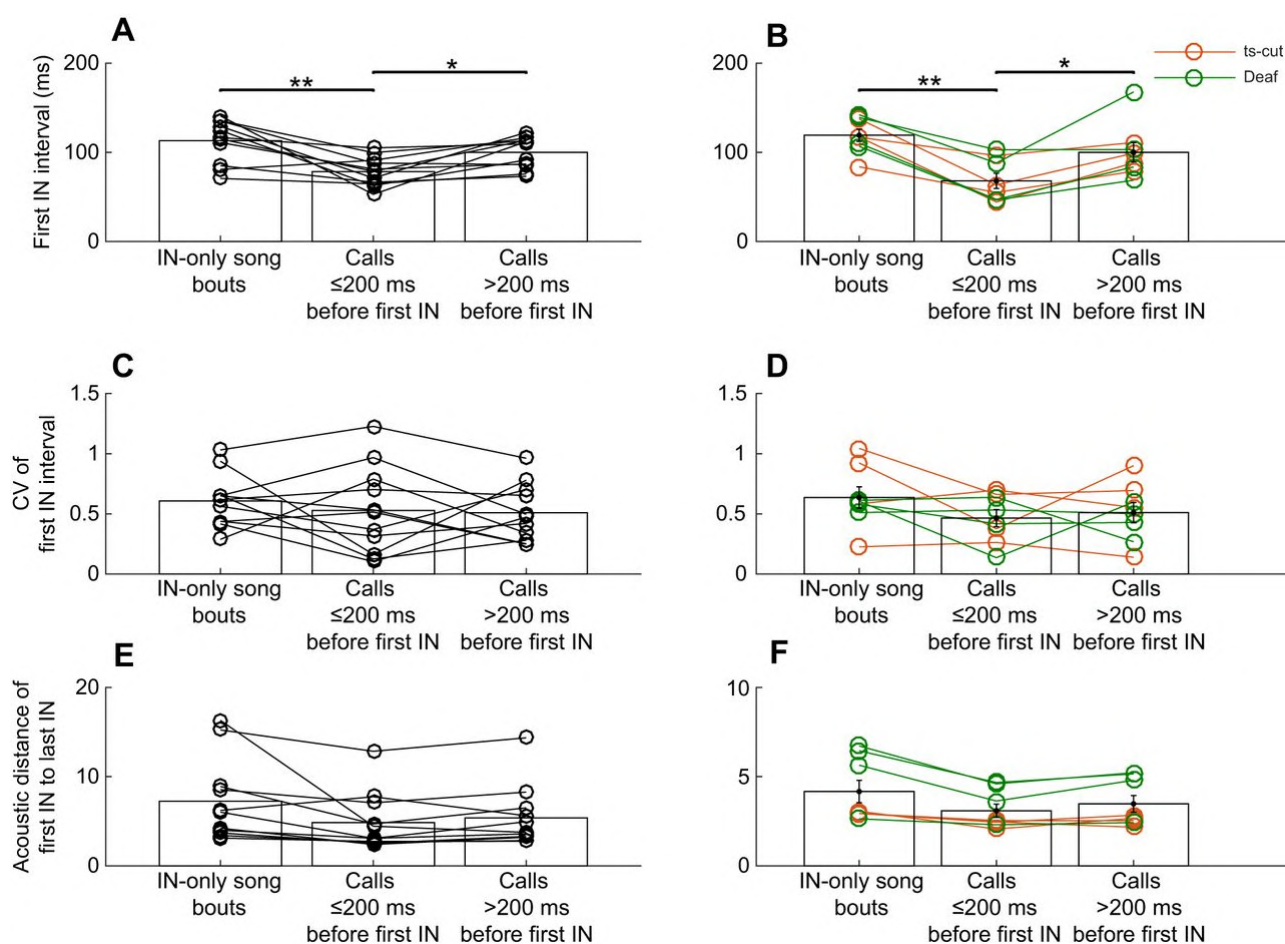 A
First IN interval (ms)
200
100
0
**
*
IN-only song
bouts
Calls
≤200 ms
before first IN
Calls
>200 ms
before first IN
B
ts-cut
Deaf
200
100
0
**
*
IN-only song
bouts
Calls
≤200 ms
before first IN
Calls
>200 ms
before first IN
C
CV of
first IN interval
1.5
1
0.5
0
IN-only song
bouts
Calls
≤200 ms
before first IN
Calls
>200 ms
before first IN
D
1.5
1
0.5
0
IN-only song
bouts
Calls
≤200 ms
before first IN
Calls
>200 ms
before first IN
E
Acoustic distance of
first IN to last IN
20
10
0
IN-only song
bouts
Calls
≤200 ms
before first IN
Calls
>200 ms
before first IN
F
10
5
0
IN-only song
bouts
Calls
≤200 ms
before first IN
Calls
>200 ms
before first IN